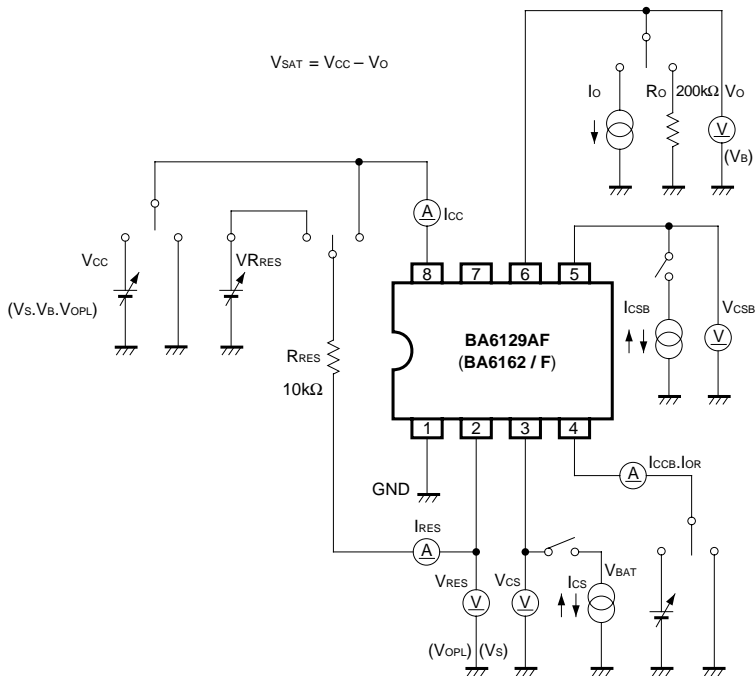 VSAT = VCC – VO
IO
RO 200kΩ VO
V
(VB)
A ICC
VCC
(VS.VB.VOPL)
VRRES
8 7 6 5
BA6129AF
(BA6162 / F)
ICSB
VCSB
V
RRES
10kΩ
1 2 3 4
GND
ICCB.IOR
A
IRES
A
VRES
V
(VOPL)
VCS
V
(VS)
ICS
VBAT